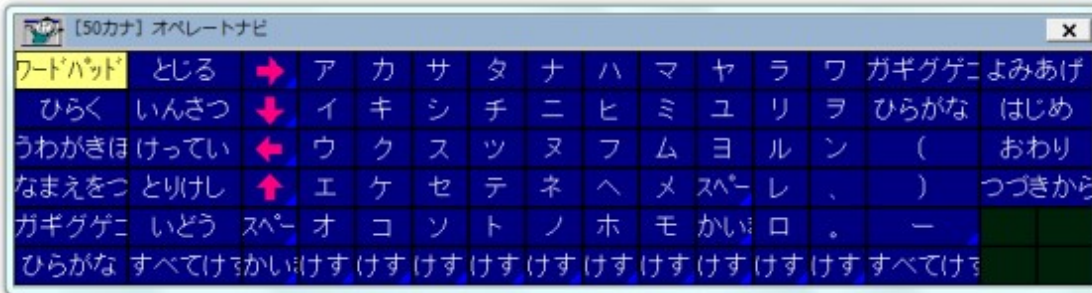 [50カナ] オペレートナビ
ワードパッド とじる ア カ サ タ ナ ハ マ ヤ ラ ワ ガギグゲコ よみあげ
ひらく いんさつ イ キ シ チ ニ ヒ ミ ユ リ ヲ ひらがな はじめ
うわがきほ けってい ウ ク ス ツ ヌ フ ム ヨ ル ン ( おわり
なまえをつ とりけし エ ケ セ テ ネ ヘ メ スペー レ 、 ) つづきから
ガギグゲコ いどう スペー オ コ ソ ト ノ ホ モ かい ロ 。 ー
ひらがな すべてけす かい けす けす けす けす けす けす けす けす けす けす すべてけす